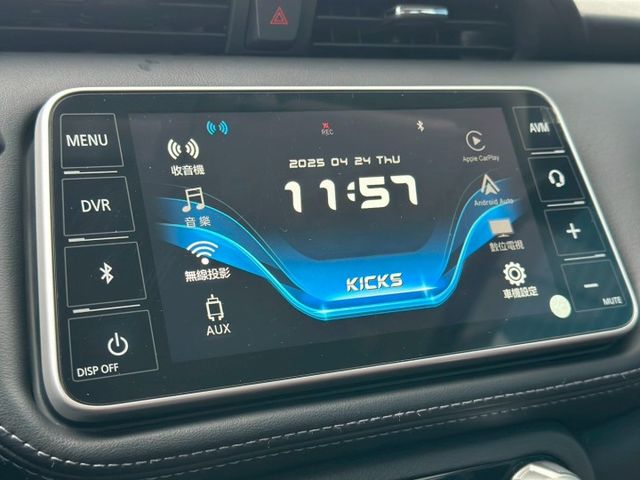 MENU
DVR
DISP OFF
收音機
音樂
無線投影
AUX
REC
2025 04 24 THU
11:57
KICKS
Apple CarPlay
Android Auto
數位電視
車機設定
AVM
+
−
MUTE